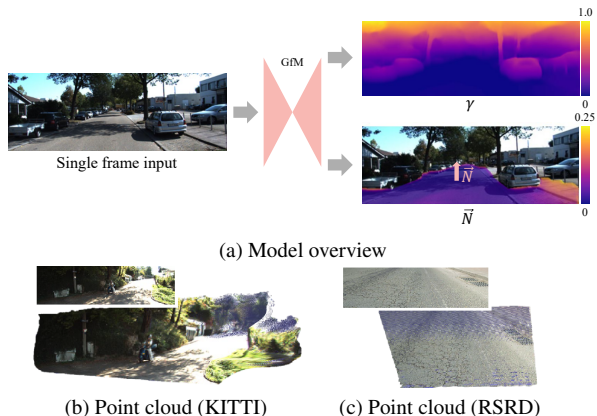 1.0
GfM
0
γ
0.25
Single frame input
N
0
N
(a) Model overview
(b) Point cloud (KITTI)
(c) Point cloud (RSRD)